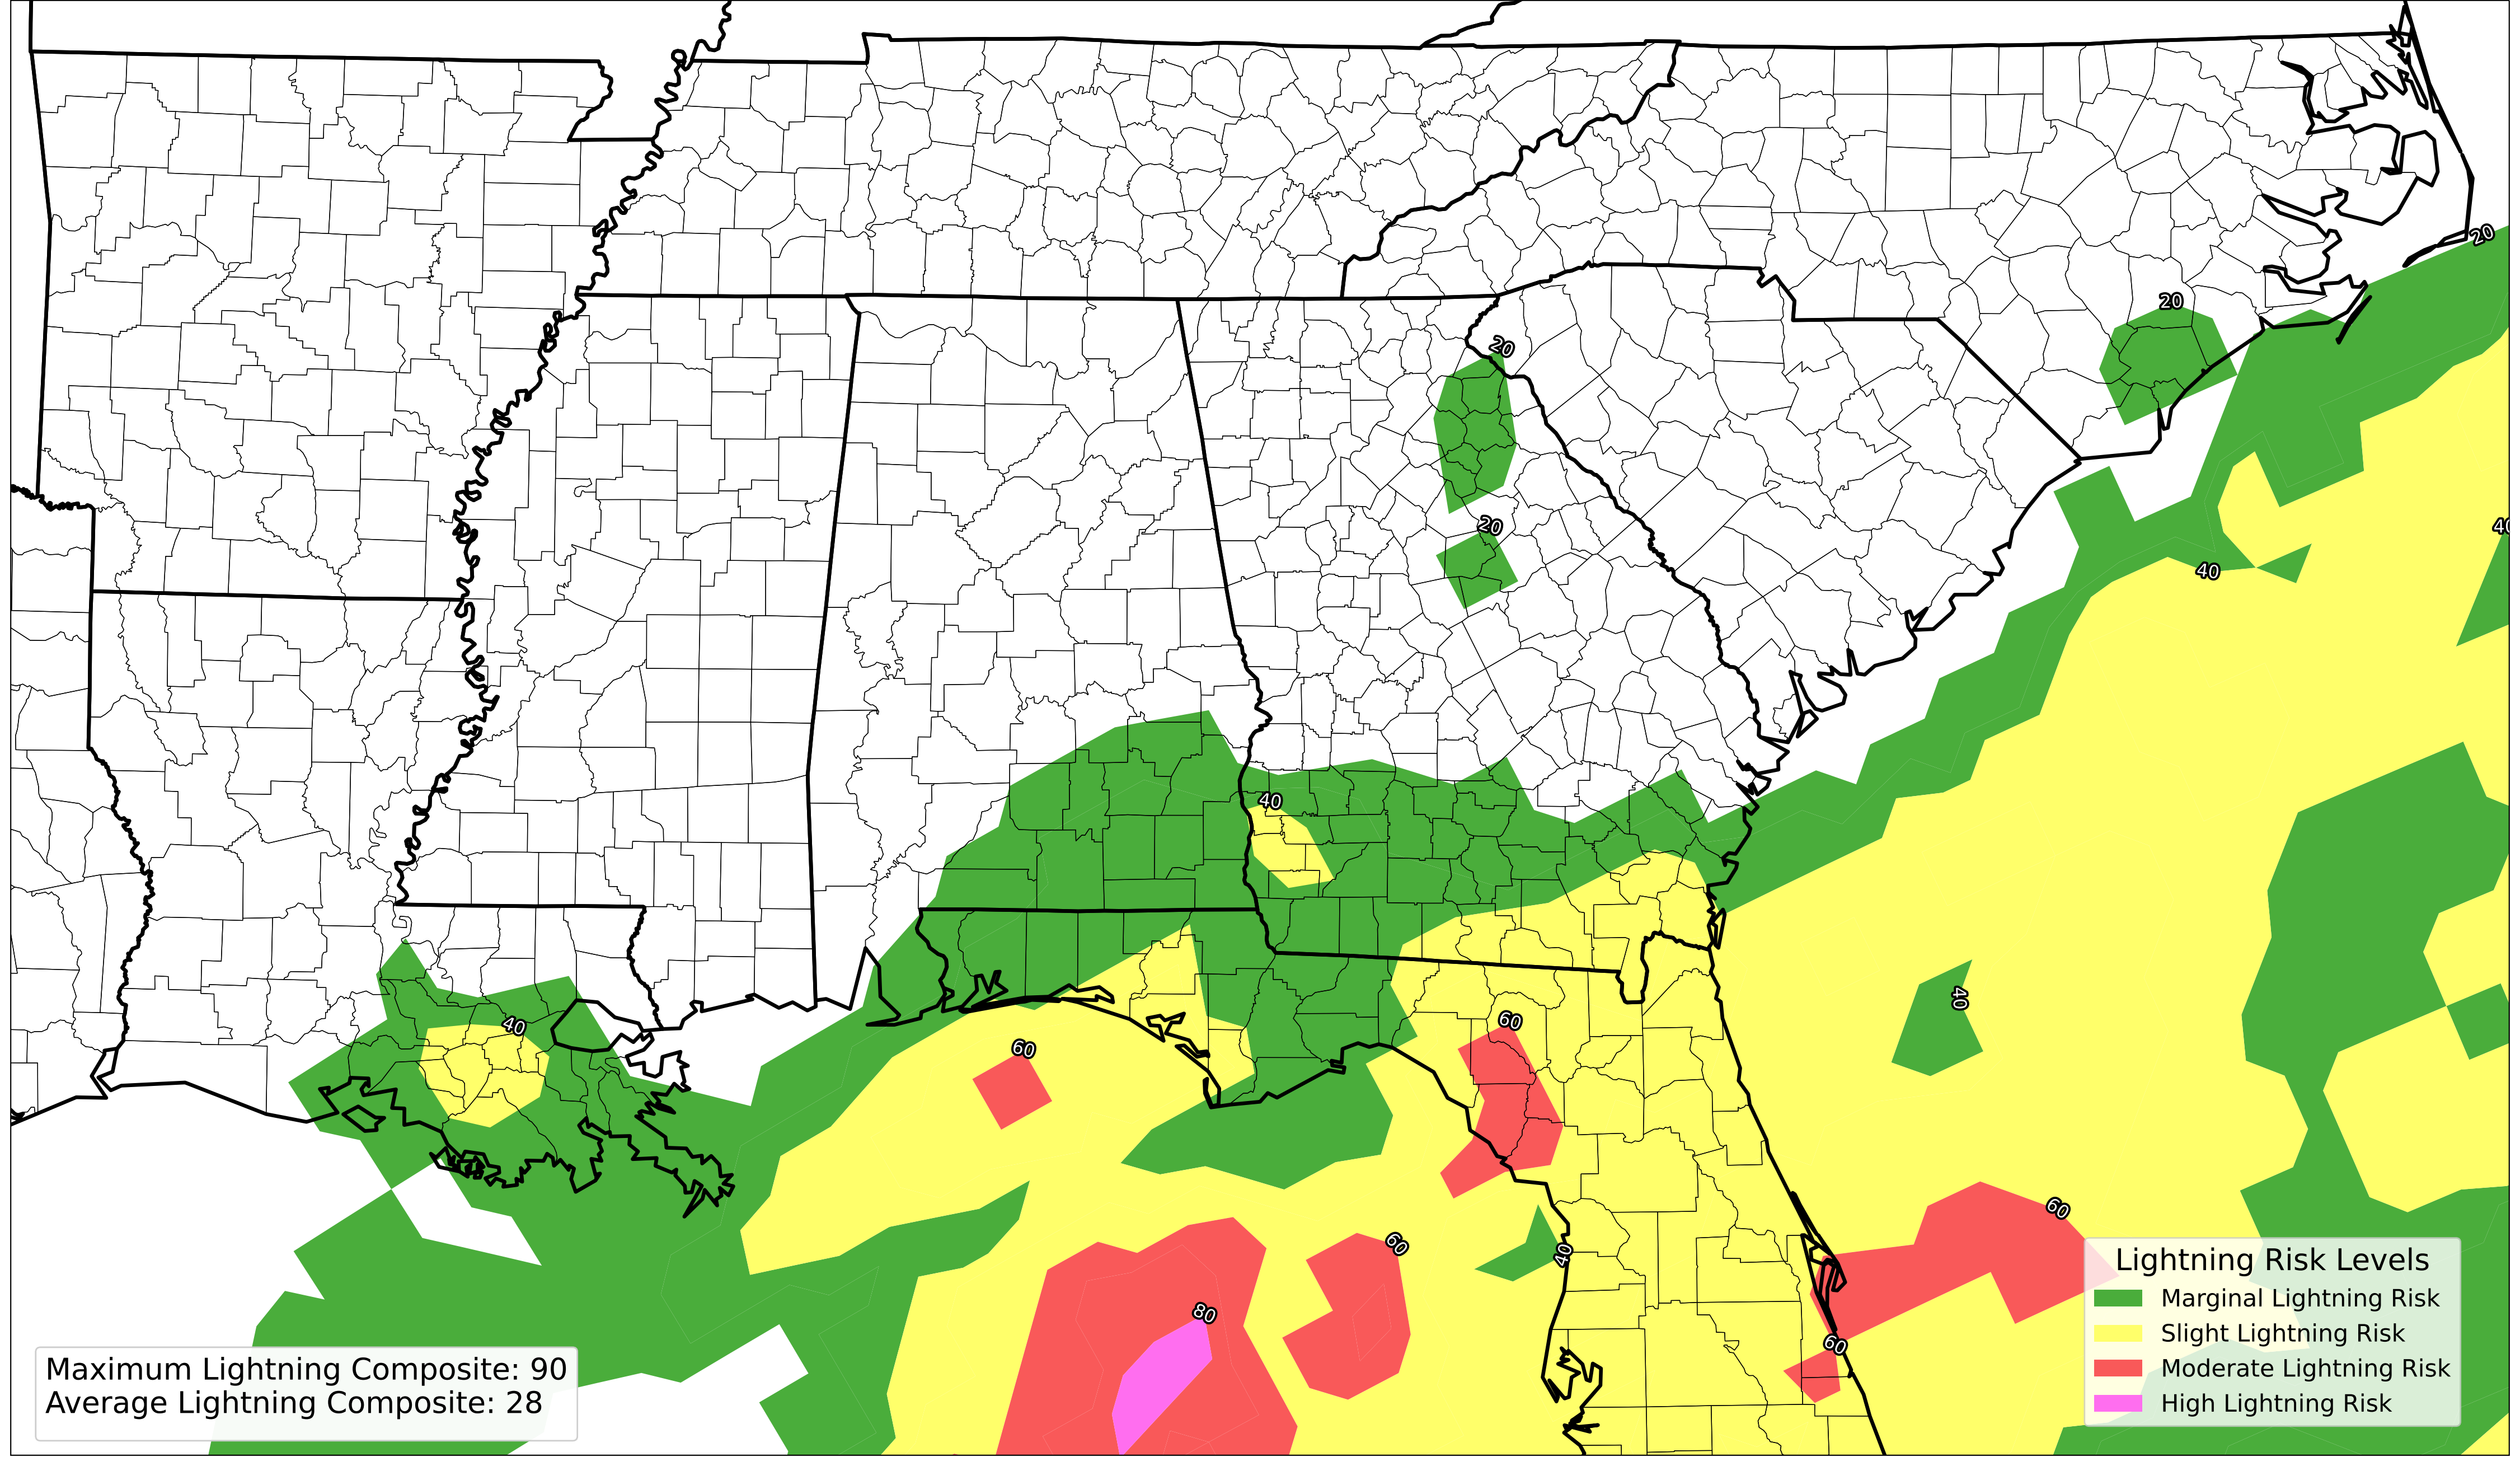 20
20
20
20
40
40
40
40
40
60
60
60
60
40
60
80
60
Lightning Risk Levels
Marginal Lightning Risk
Slight Lightning Risk
Moderate Lightning Risk
High Lightning Risk
Maximum Lightning Composite: 90
Average Lightning Composite: 28